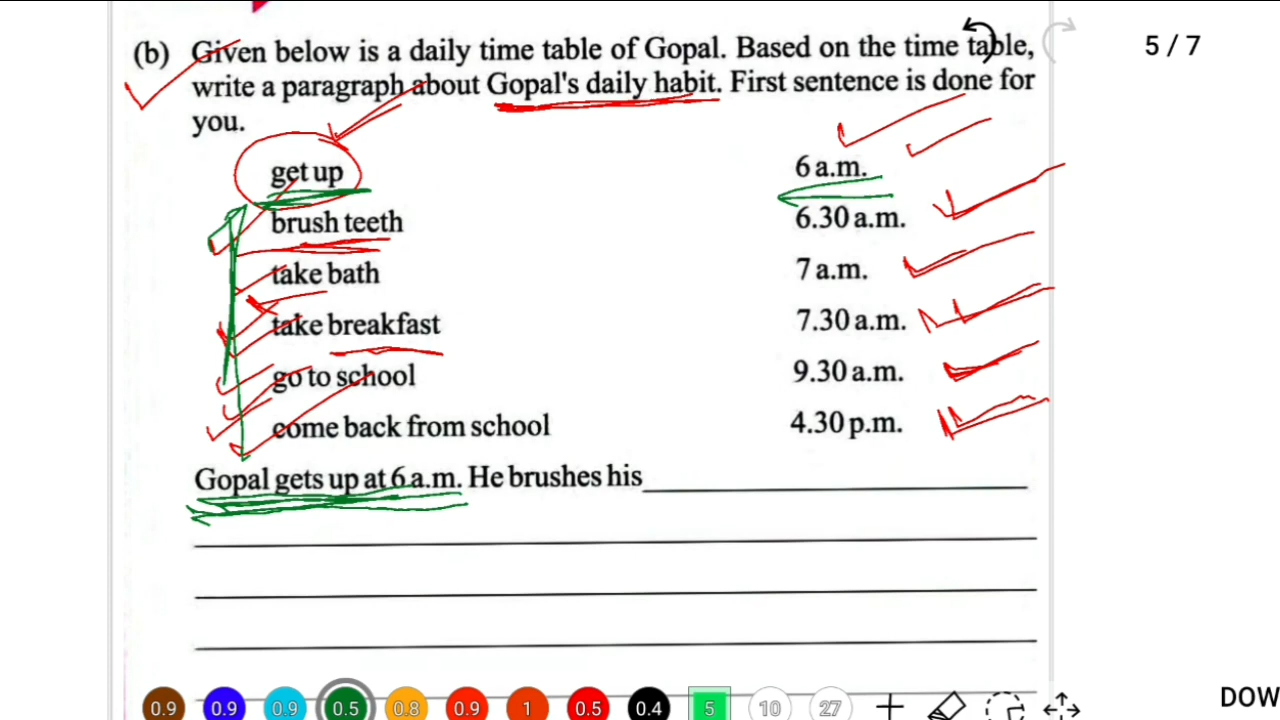 (b) Given below is a daily time table of Gopal. Based on the time table, 5 / 7
write a paragraph about Gopal's daily habit. First sentence is done for
you.
get up 6 a.m.
brush teeth 6.30 a.m.
take bath 7 a.m.
take breakfast 7.30 a.m.
go to school 9.30 a.m.
come back from school 4.30 p.m.
Gopal gets up at 6 a.m. He brushes his
0.9 0.9 0.9 0.5 0.8 0.9 1 0.5 0.4 5 10 27 DOW